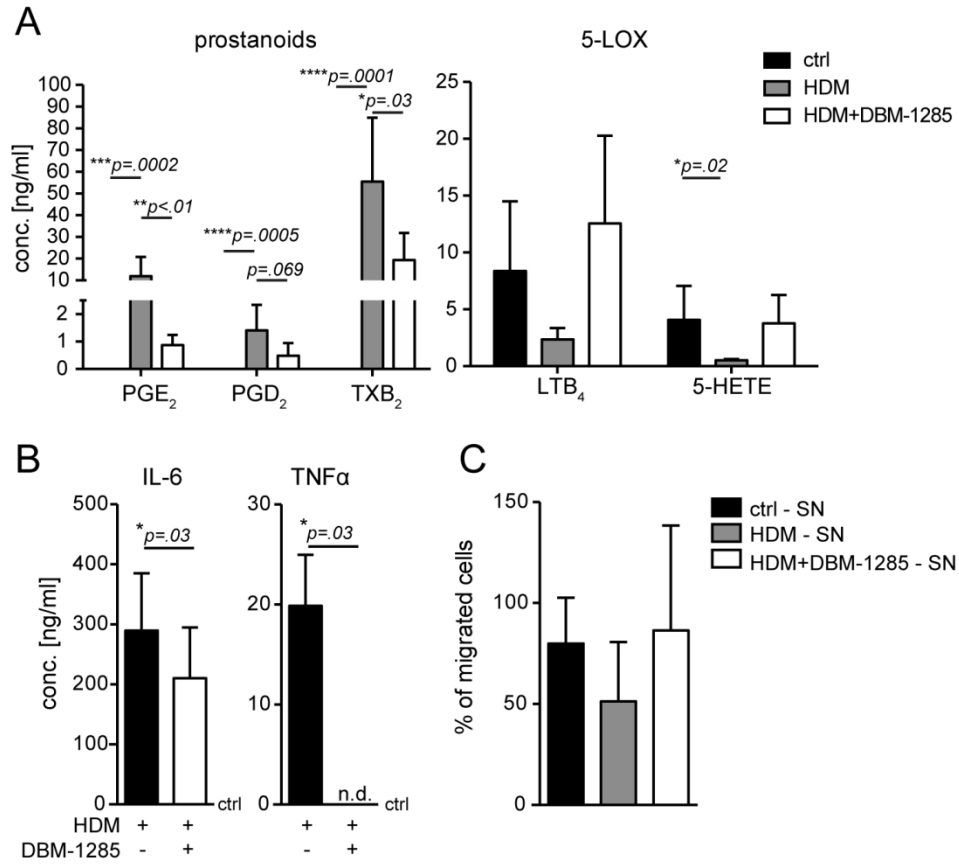 A
prostanoids
5-LOX
ctrl
HDM
HDM+DBM-1285
conc. [ng/ml]
100
90
80
70
60
50
40
30
20
10
2
1
0
***p=.0002
**p<.01
****p=.0005
p=.069
****p=.0001
*p=.03
PGE2
PGD2
TXB2
25
20
15
10
5
0
*p=.02
LTB4
5-HETE
B
IL-6
TNFα
conc. [ng/ml]
500
400
300
200
100
0
*
p=.03
ctrl
30
20
10
0
*
p=.03
n.d.
ctrl
HDM + + + +
DBM-1285 - + - +
C
% of migrated cells
150
100
50
0
ctrl - SN
HDM - SN
HDM+DBM-1285 - SN